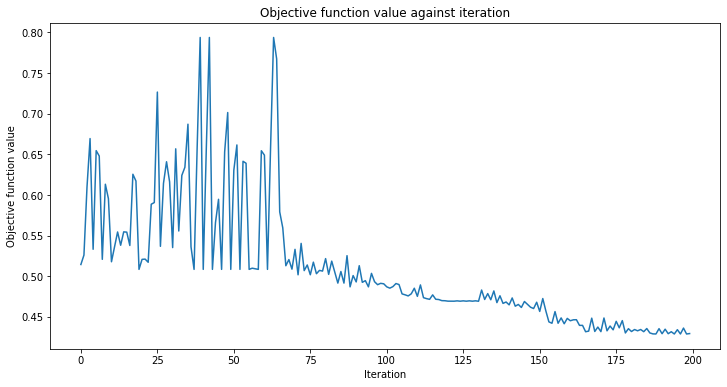 Objective function value against iteration
Objective function value
0.80
0.75
0.70
0.65
0.60
0.55
0.50
0.45
0 25 50 75 100 125 150 175 200
Iteration